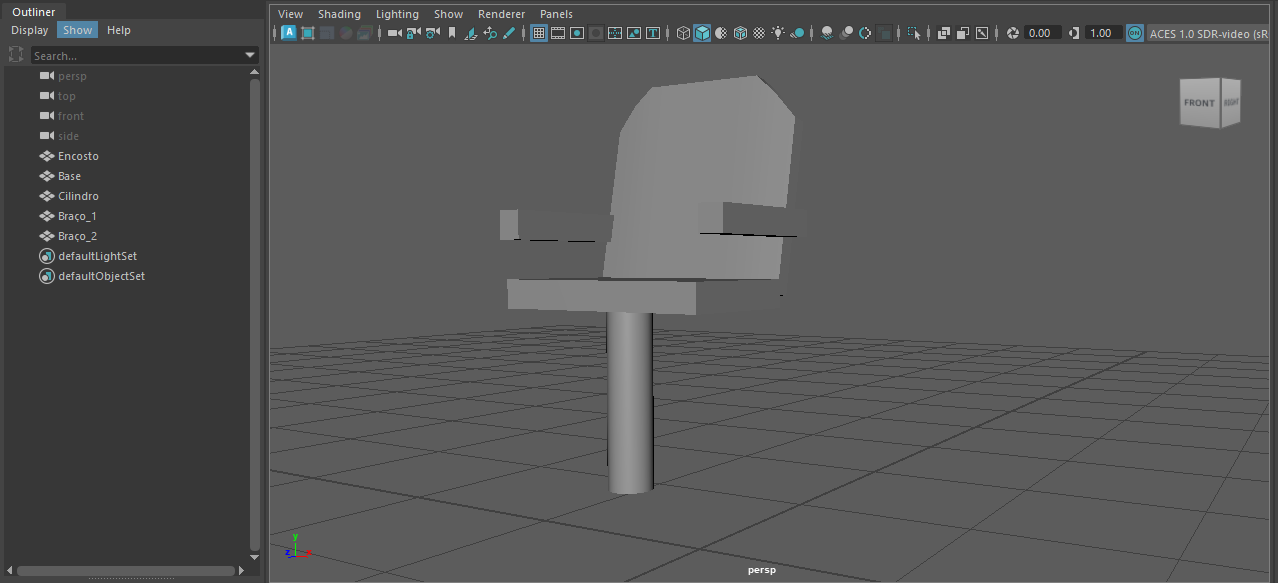 Outliner
Display Show Help
Search...
persp
top
front
side
Encosto
Base
Cilindro
Braço_1
Braço_2
defaultLightSet
defaultObjectSet
View Shading Lighting Show Renderer Panels
A T 0.00 1.00 ON ACES 1.0 SDR-video (sR
FRONT RIGHT
y
z x
persp